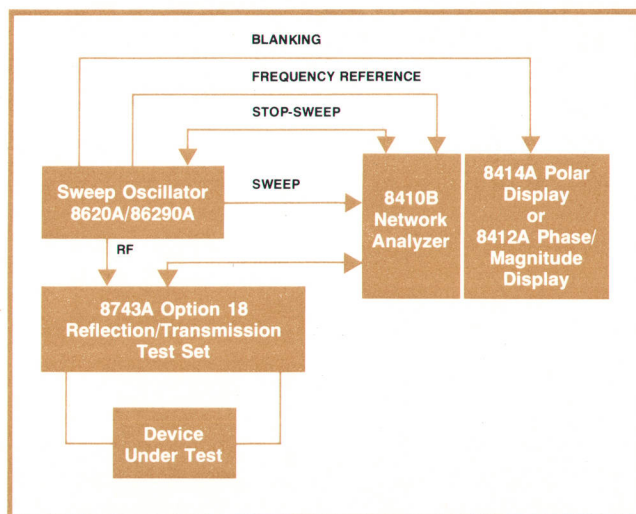 BLANKING
FREQUENCY REFERENCE
STOP-SWEEP
Sweep Oscillator
8620A/86290A
SWEEP
8410B
Network
Analyzer
8414A Polar
Display
or
8412A Phase/
Magnitude
Display
RF
8743A Option 18
Reflection/Transmission
Test Set
Device
Under Test